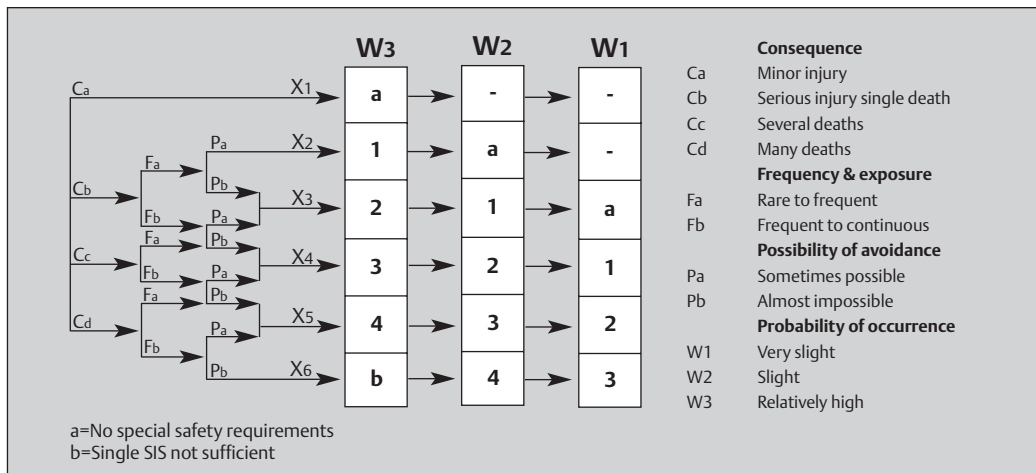 W3 W2 W1
Ca X1 a - -
Pa X2 1 a -
Fa
Pb
Cb X3 2 1 a
Fb Pa
Fa Pb
Cc X4 3 2 1
Fb Pa
Fa Pb
Cd X5 4 3 2
Pa
Fb
Pb X6 b 4 3
a=No special safety requirements
b=Single SIS not sufficient
Consequence
Ca Minor injury
Cb Serious injury single death
Cc Several deaths
Cd Many deaths
Frequency & exposure
Fa Rare to frequent
Fb Frequent to continuous
Possibility of avoidance
Pa Sometimes possible
Pb Almost impossible
Probability of occurrence
W1 Very slight
W2 Slight
W3 Relatively high